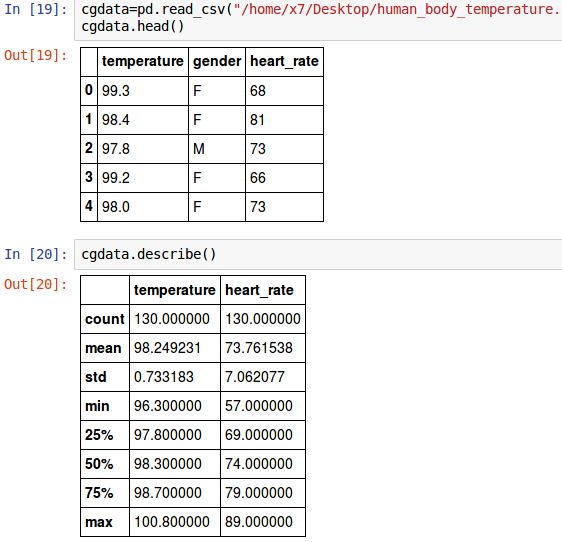 In [19]: cgdata=pd.read_csv("/home/x7/Desktop/human_body_temperature.
cgdata.head()
Out[19]:
temperature gender heart_rate
0 99.3 F 68
1 98.4 F 81
2 97.8 M 73
3 99.2 F 66
4 98.0 F 73
In [20]: cgdata.describe()
Out[20]:
temperature heart_rate
count 130.000000 130.000000
mean 98.249231 73.761538
std 0.733183 7.062077
min 96.300000 57.000000
25% 97.800000 69.000000
50% 98.300000 74.000000
75% 98.700000 79.000000
max 100.800000 89.000000